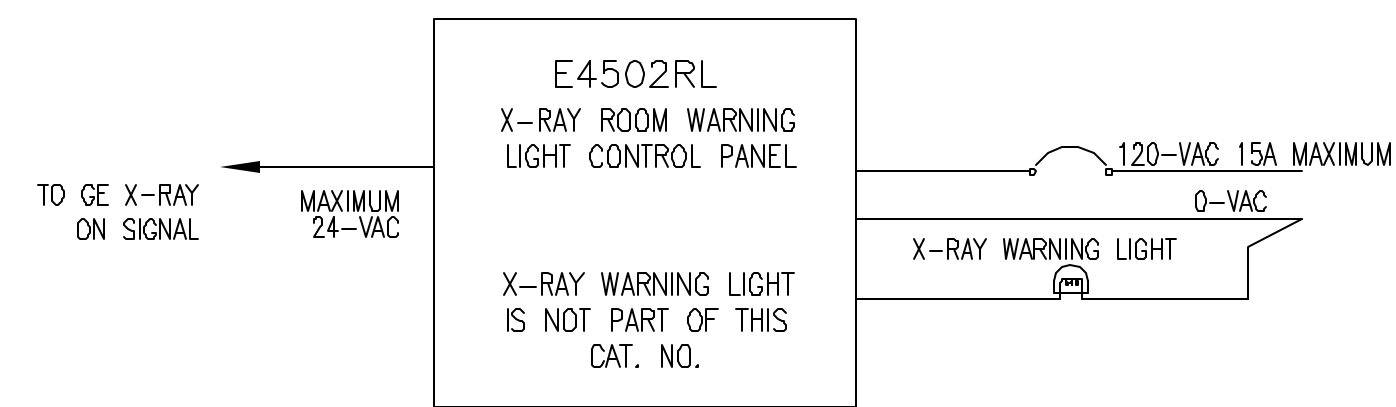 E4502RL
X-RAY ROOM WARNING
LIGHT CONTROL PANEL
TO GE X-RAY
ON SIGNAL
MAXIMUM
24-VAC
120-VAC 15A MAXIMUM
0-VAC
X-RAY WARNING LIGHT
X-RAY WARNING LIGHT
IS NOT PART OF THIS
CAT. NO.